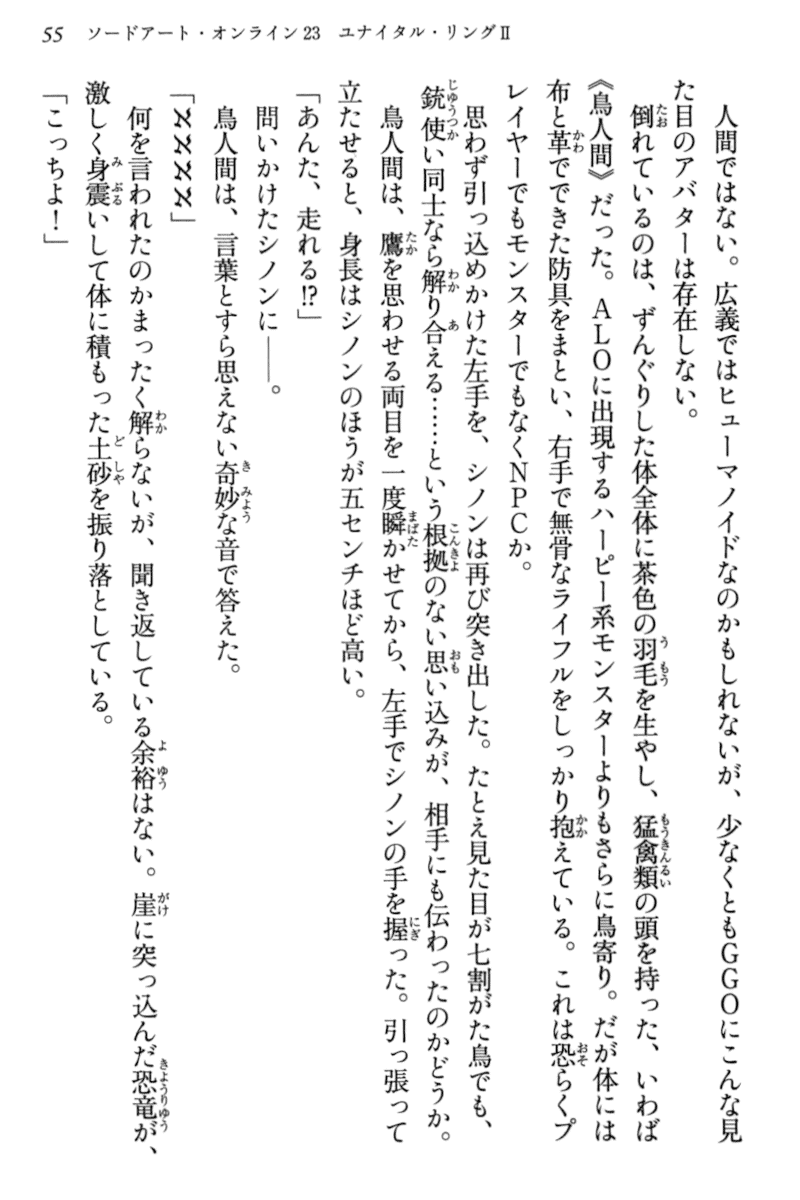 55 ソードアート・オンライン23 ユナイタル・リングⅡ
人間ではない。広義ではヒューマノイドなのかもしれないが、少なくともGGOにこんな見
た目のアバターは存在しない。
倒れているのは、ずんぐりした体全体に茶色の羽毛を生やし、猛禽類の頭を持った、いわば
《鳥人間》だった。ALOに出現するハーピー系モンスターよりもさらに鳥寄り。だが体には
布と革でできた防具をまとい、右手で無骨なライフルをしっかり抱えている。これは恐らくプ
レイヤーでもモンスターでもなくNPCか。
思わず引っ込めかけた左手を、シノンは再び突き出した。たとえ見た目が七割がた鳥でも、
銃使い同士なら解り合える……という根拠のない思い込みが、相手にも伝わったのかどうか。
鳥人間は、鷹を思わせる両目を一度瞬かせてから、左手でシノンの手を握った。引っ張って
立たせると、身長はシノンのほうが五センチほど高い。
「あんた、走れる!?」
問いかけたシノンに――。
鳥人間は、言葉とすら思えない奇妙な音で答えた。
「ℵℵℵℵ」
何を言われたのかまったく解らないが、聞き返している余裕はない。崖に突っ込んだ恐竜が、
激しく身震いして体に積もった土砂を振り落としている。
「こっちよ！」